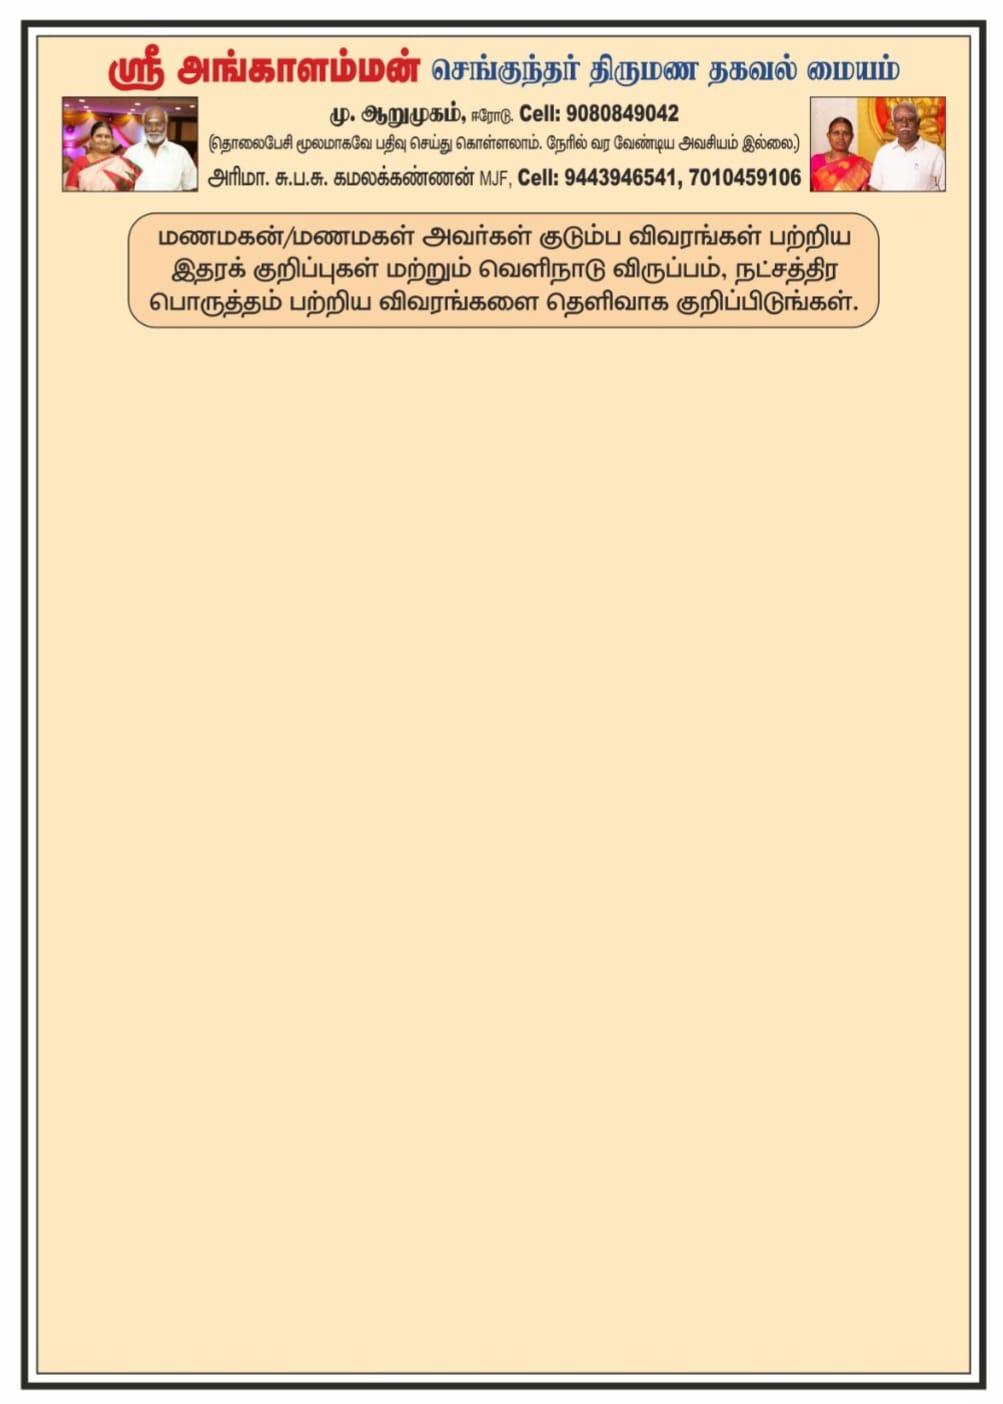 ஸ்ரீ அங்காளம்மன் செங்குந்தர் திருமண தகவல் மையம்
மு. ஆறுமுகம், ஈரோடு. Cell: 9080849042
(தொலைபேசி மூலமாகவே பதிவு செய்து கொள்ளலாம். நேரில் வர வேண்டிய அவசியம் இல்லை.)
அரிமா. சு.ப.சு. கமலக்கண்ணன் MJF, Cell: 9443946541, 7010459106
மணமகன்/மணமகள் அவர்கள் குடும்ப விவரங்கள் பற்றிய
இதரக் குறிப்புகள் மற்றும் வெளிநாடு விருப்பம், நட்சத்திர
பொருத்தம் பற்றிய விவரங்களை தெளிவாக குறிப்பிடுங்கள்.